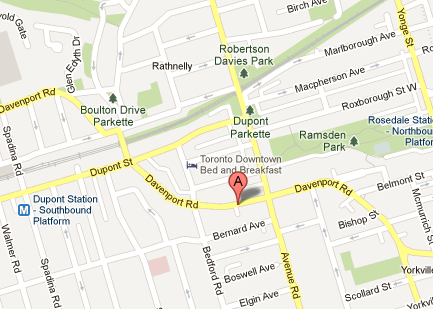 vold
Gate
Glen Edyth Dr
Birch Ave
Yonge St
Robertson
Davies Park
Marlborough Ave
Rathnelly
Macpherson Ave
Davenport Rd
Boulton Drive
Parkette
Roxborough St W
Dupont
Parkette
Ramsden
Park
Rosedale Station
- Northbound
Platform
Spadina Rd
Dupont St
Toronto Downtown
Bed and Breakfast
Dupont Station
- Southbound
Platform
A
Davenport Rd
Davenport Rd
Belmont St
Mcmurrich St
Walmer Rd
Spadina Rd
Bernard Ave
Bishop St
Bedford Rd
Avenue Rd
Boswell Ave
Elgin Ave
Scollard St
Yorkville
M